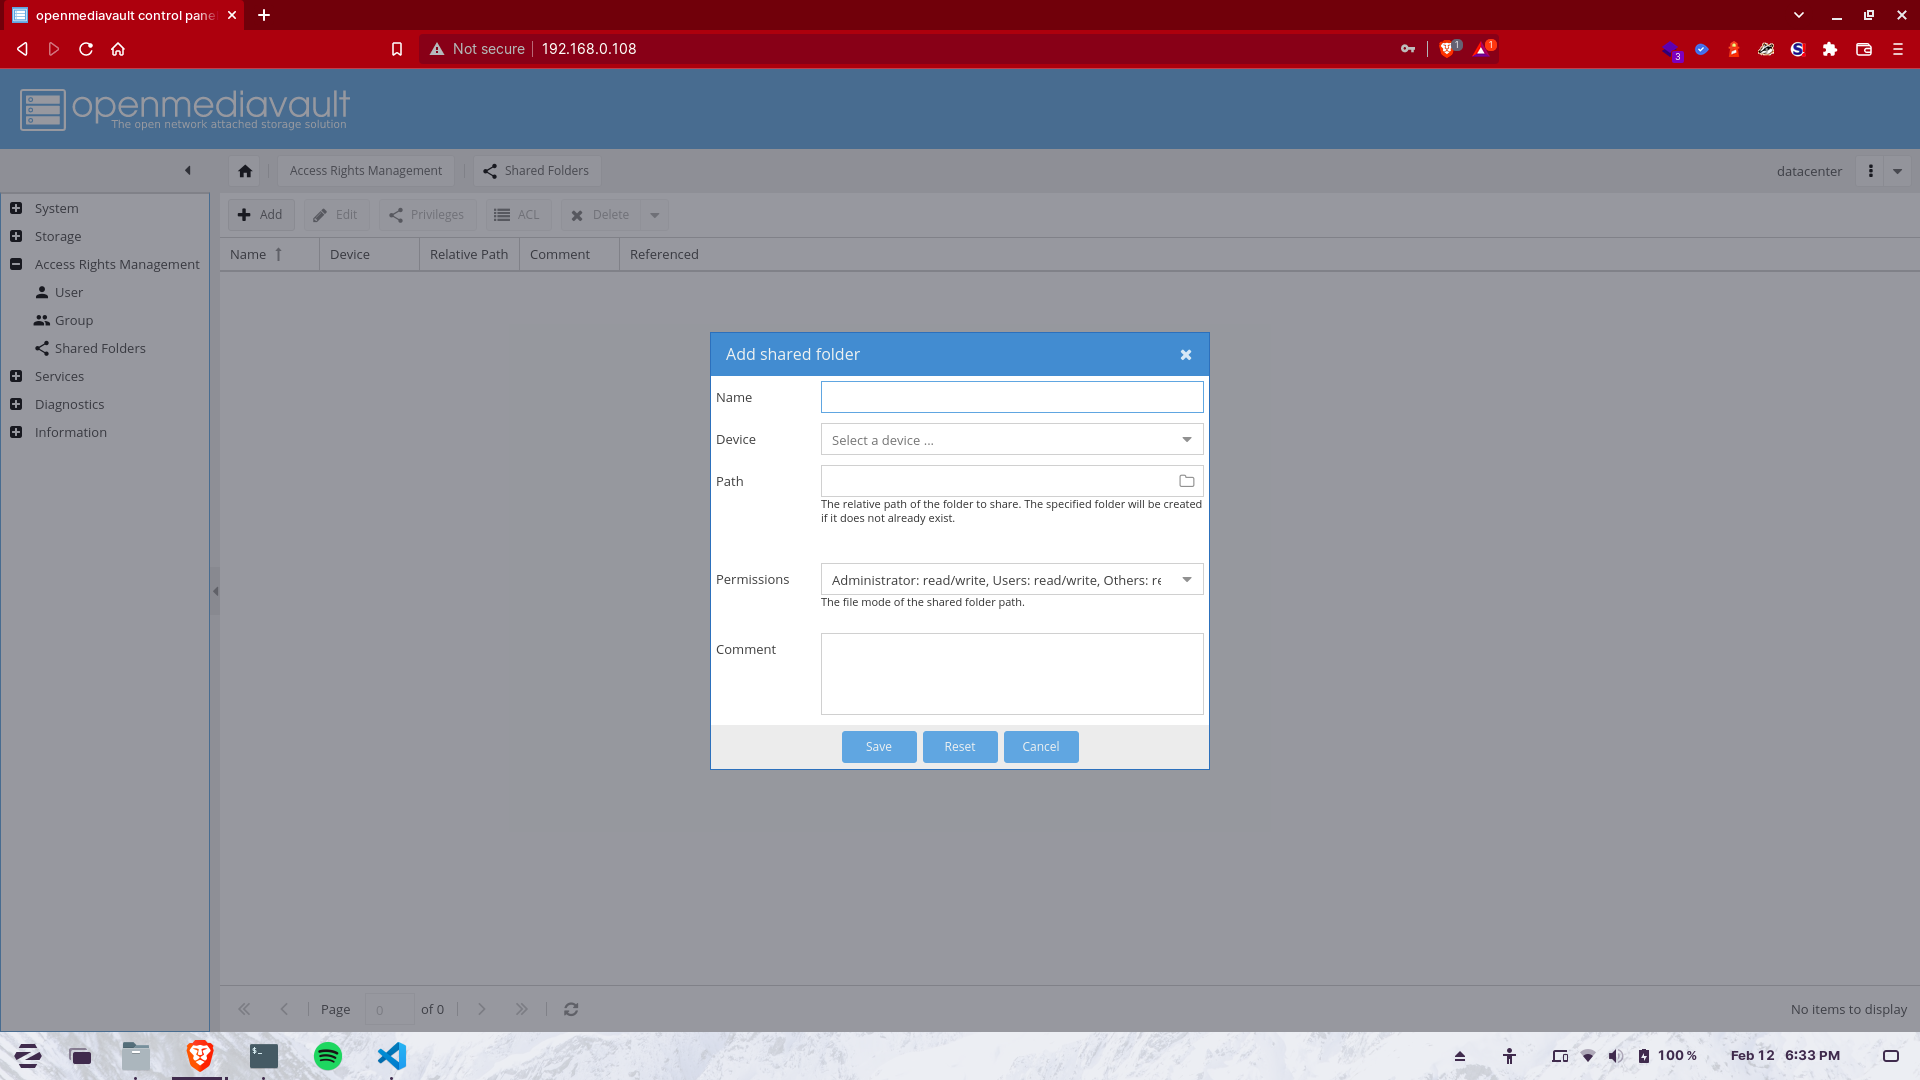 openmediavault control pane
Not secure 192.168.0.108
1
1
3
openmediavault
The open network attached storage solution
Access Rights Management Shared Folders datacenter
System
Storage
Access Rights Management
User
Group
Shared Folders
Services
Diagnostics
Information
Add Edit Privileges ACL Delete
Name Device Relative Path Comment Referenced
Add shared folder
Name
Device Select a device ...
Path
The relative path of the folder to share. The specified folder will be created
if it does not already exist.
Permissions Administrator: read/write, Users: read/write, Others: re
The file mode of the shared folder path.
Comment
Save Reset Cancel
Page 0 of 0 No items to display
100 % Feb 12 6:33 PM